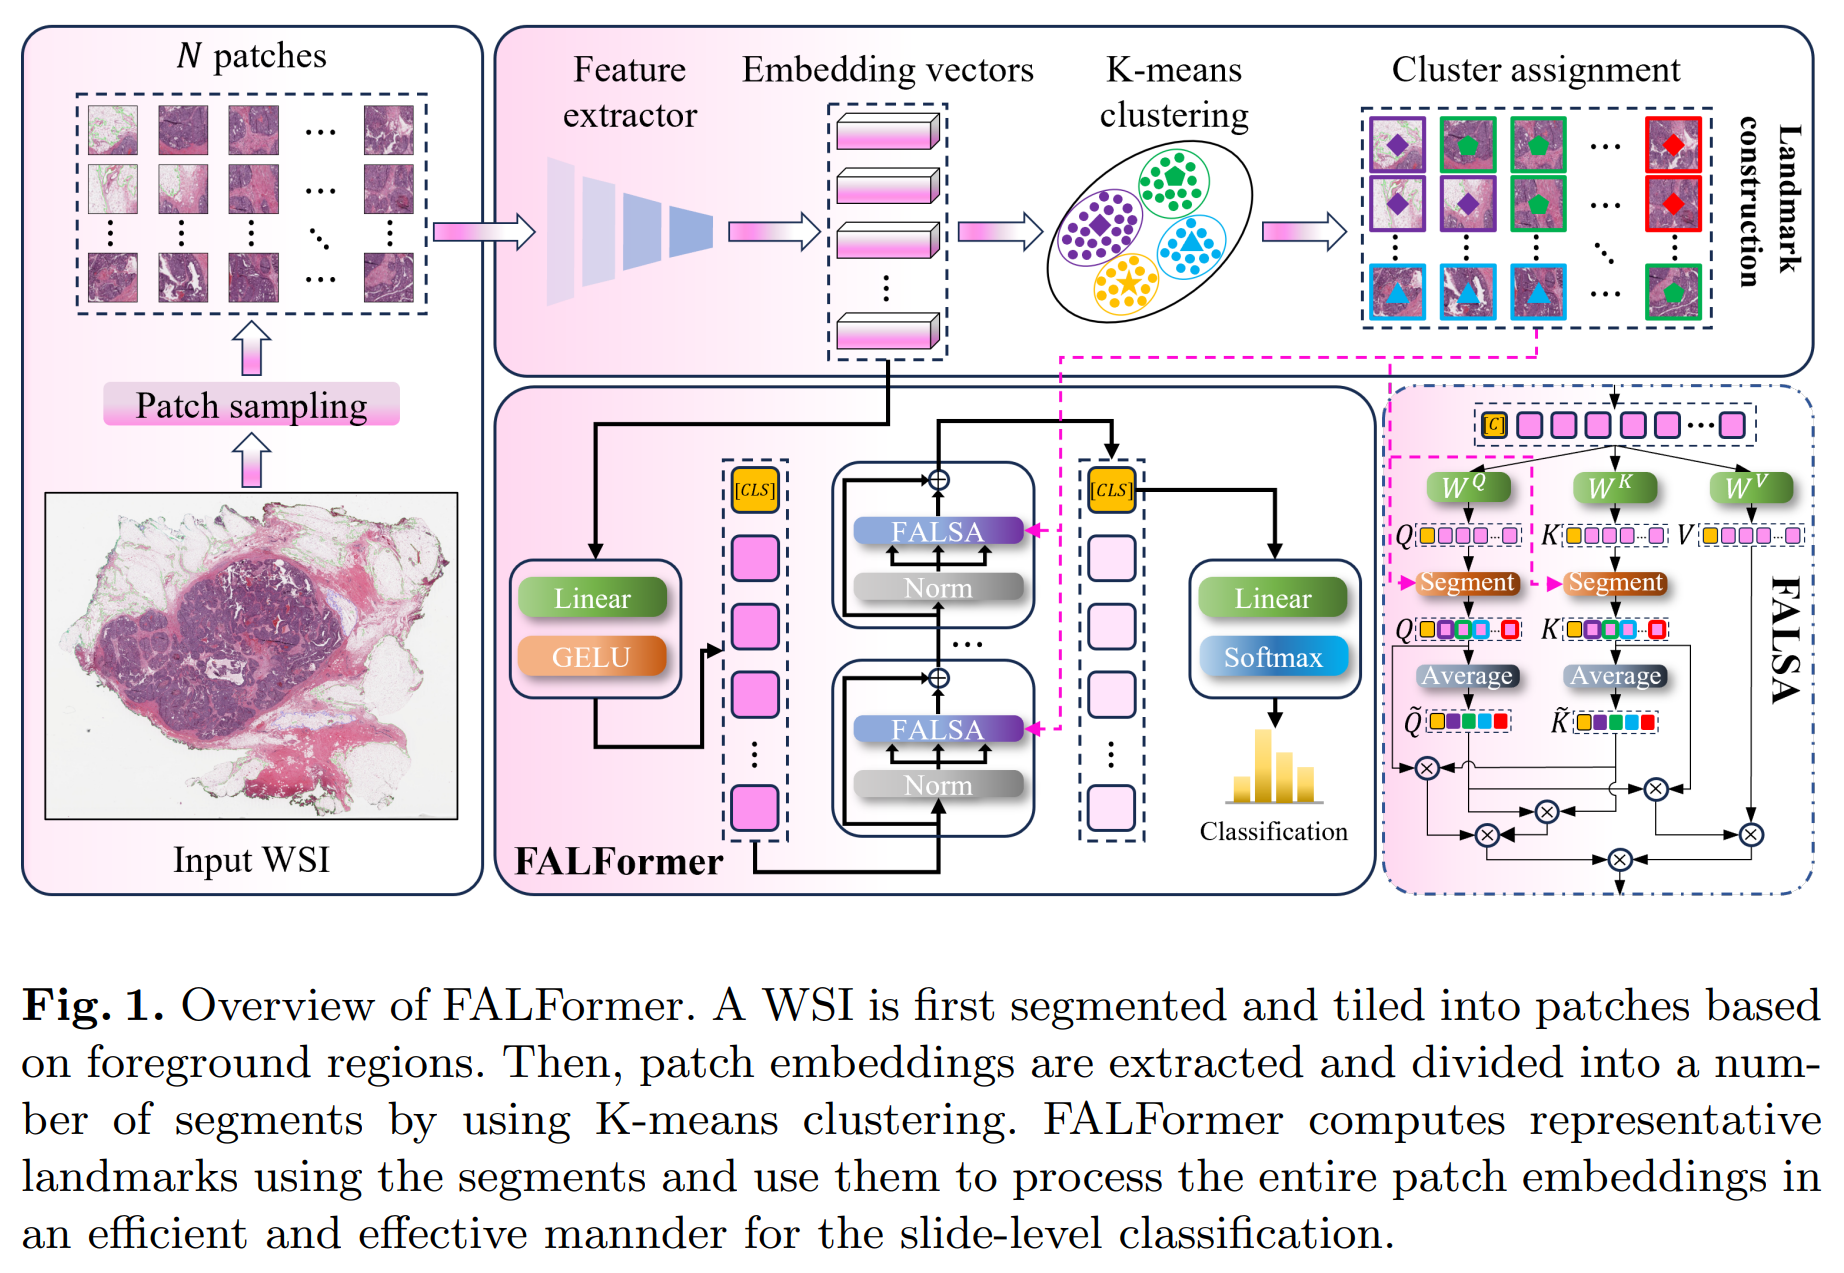 N patches
Patch sampling
Input WSI
Feature
extractor
Embedding vectors
K-means
clustering
Cluster assignment
Landmark
construction
Linear
GELU
[CLS]
FALSA
Norm
...
FALSA
Norm
[CLS]
Linear
Softmax
Classification
FALFormer
[C]
W^Q
W^K
W^V
Q
K
V
Segment
Segment
Q
K
Average
Average
Q̃
K̃
FALSA
Fig. 1. Overview of FALFormer. A WSI is first segmented and tiled into patches based
on foreground regions. Then, patch embeddings are extracted and divided into a num-
ber of segments by using K-means clustering. FALFormer computes representative
landmarks using the segments and use them to process the entire patch embeddings in
an efficient and effective mannder for the slide-level classification.